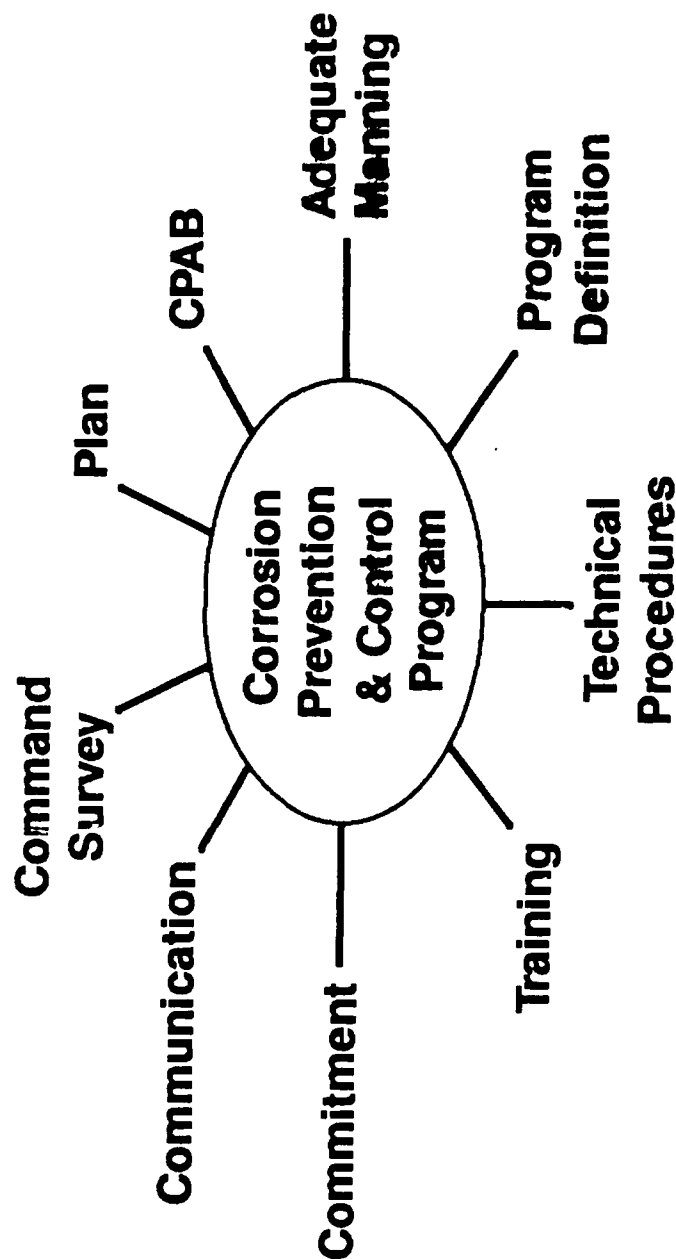 Command
Survey
Plan
CPAB
Communication
Adequate
Manning
Corrosion
Prevention
& Control
Program
Commitment
Program
Definition
Training
Technical
Procedures